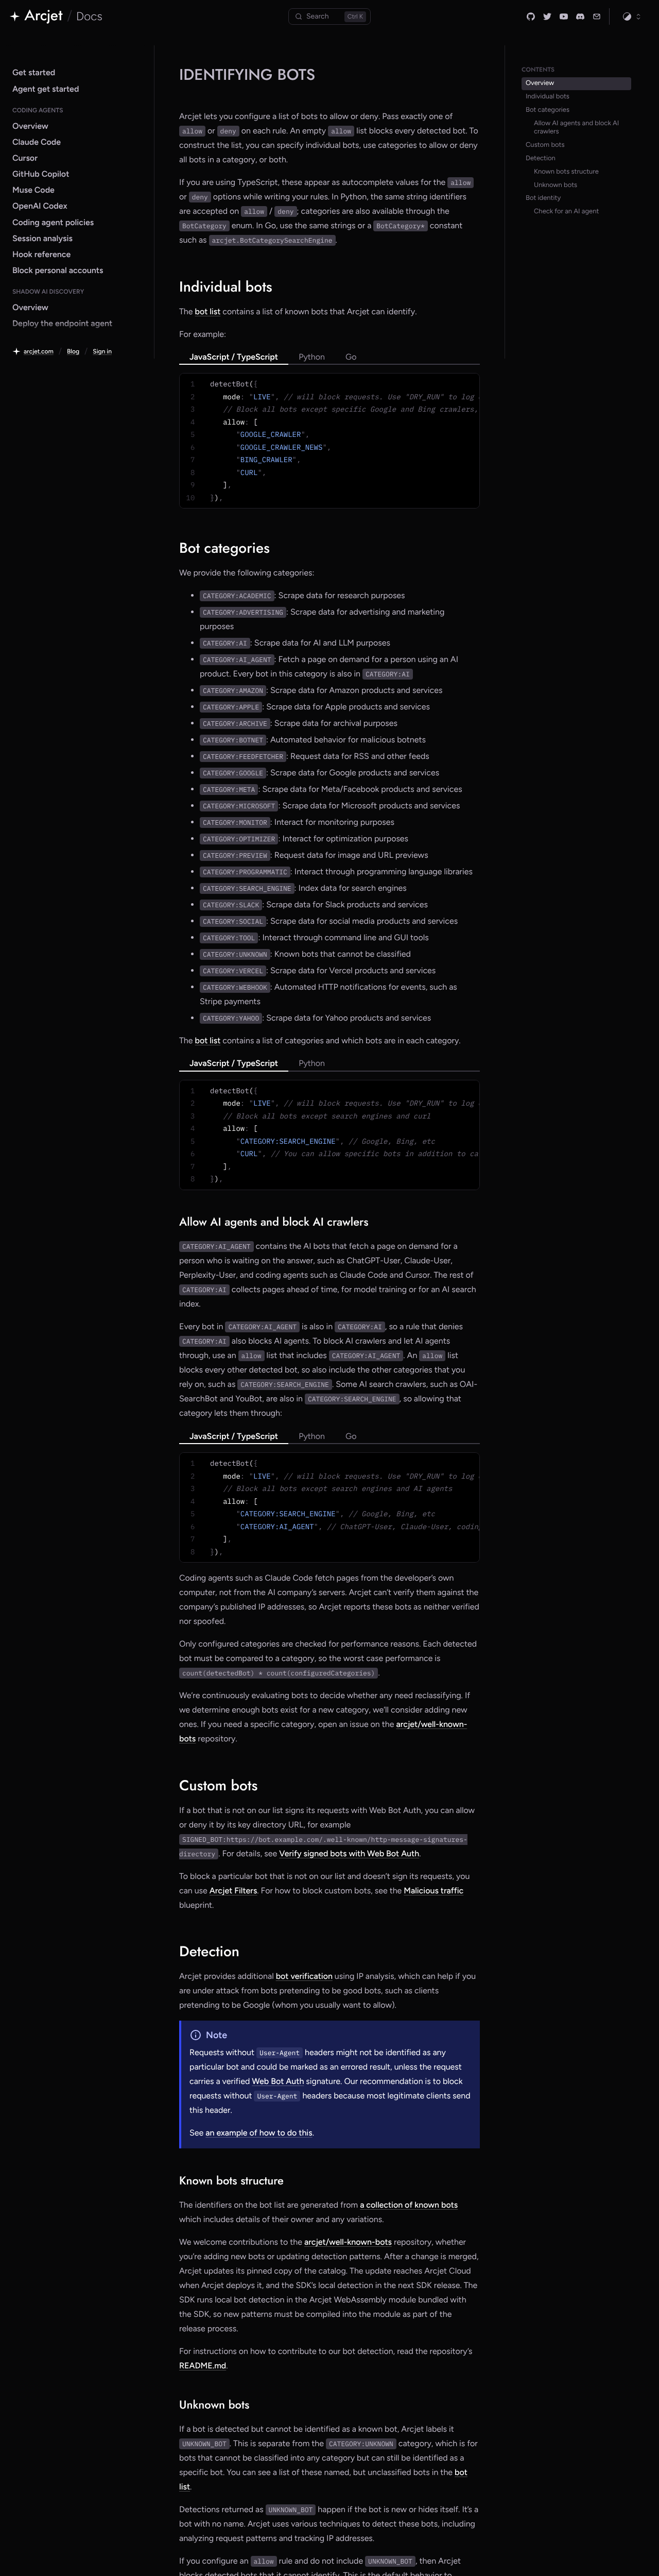 Arcjet / Docs
Search Ctrl K
Get started
Agent get started
CODING AGENTS
Overview
Claude Code
Cursor
GitHub Copilot
Muse Code
OpenAI Codex
Coding agent policies
Session analysis
Hook reference
Block personal accounts
SHADOW AI DISCOVERY
Overview
Deploy the endpoint agent
arcjet.com / Blog / Sign in
CONTENTS
Overview
Individual bots
Bot categories
Allow AI agents and block AI
crawlers
Custom bots
Detection
Known bots structure
Unknown bots
Bot identity
Check for an AI agent
IDENTIFYING BOTS
Arcjet lets you configure a list of bots to allow or deny. Pass exactly one of
allow or deny on each rule. An empty allow list blocks every detected bot. To
construct the list, you can specify individual bots, use categories to allow or deny
all bots in a category, or both.
If you are using TypeScript, these appear as autocomplete values for the allow
or deny options while writing your rules. In Python, the same string identifiers
are accepted on allow / deny; categories are also available through the
BotCategory enum. In Go, use the same strings or a BotCategory* constant
such as arcjet.BotCategorySearchEngine.
Individual bots
The bot list contains a list of known bots that Arcjet can identify.
For example:
JavaScript / TypeScript Python Go
1 detectBot({
2 mode: "LIVE", // will block requests. Use "DRY_RUN" to log
3 // Block all bots except specific Google and Bing crawlers,
4 allow: [
5 "GOOGLE_CRAWLER",
6 "GOOGLE_CRAWLER_NEWS",
7 "BING_CRAWLER",
8 "CURL",
9 ],
10 }),
Bot categories
We provide the following categories:
• CATEGORY:ACADEMIC: Scrape data for research purposes
• CATEGORY:ADVERTISING: Scrape data for advertising and marketing
purposes
• CATEGORY:AI: Scrape data for AI and LLM purposes
• CATEGORY:AI_AGENT: Fetch a page on demand for a person using an AI
product. Every bot in this category is also in CATEGORY:AI
• CATEGORY:AMAZON: Scrape data for Amazon products and services
• CATEGORY:APPLE: Scrape data for Apple products and services
• CATEGORY:ARCHIVE: Scrape data for archival purposes
• CATEGORY:BOTNET: Automated behavior for malicious botnets
• CATEGORY:FEEDFETCHER: Request data for RSS and other feeds
• CATEGORY:GOOGLE: Scrape data for Google products and services
• CATEGORY:META: Scrape data for Meta/Facebook products and services
• CATEGORY:MICROSOFT: Scrape data for Microsoft products and services
• CATEGORY:MONITOR: Interact for monitoring purposes
• CATEGORY:OPTIMIZER: Interact for optimization purposes
• CATEGORY:PREVIEW: Request data for image and URL previews
• CATEGORY:PROGRAMMATIC: Interact through programming language libraries
• CATEGORY:SEARCH_ENGINE: Index data for search engines
• CATEGORY:SLACK: Scrape data for Slack products and services
• CATEGORY:SOCIAL: Scrape data for social media products and services
• CATEGORY:TOOL: Interact through command line and GUI tools
• CATEGORY:UNKNOWN: Known bots that cannot be classified
• CATEGORY:VERCEL: Scrape data for Vercel products and services
• CATEGORY:WEBHOOK: Automated HTTP notifications for events, such as
Stripe payments
• CATEGORY:YAHOO: Scrape data for Yahoo products and services
The bot list contains a list of categories and which bots are in each category.
JavaScript / TypeScript Python
1 detectBot({
2 mode: "LIVE", // will block requests. Use "DRY_RUN" to log
3 // Block all bots except search engines and curl
4 allow: [
5 "CATEGORY:SEARCH_ENGINE", // Google, Bing, etc
6 "CURL", // You can allow specific bots in addition to ca
7 ],
8 }),
Allow AI agents and block AI crawlers
CATEGORY:AI_AGENT contains the AI bots that fetch a page on demand for a
person who is waiting on the answer, such as ChatGPT-User, Claude-User,
Perplexity-User, and coding agents such as Claude Code and Cursor. The rest of
CATEGORY:AI collects pages ahead of time, for model training or for an AI search
index.
Every bot in CATEGORY:AI_AGENT is also in CATEGORY:AI, so a rule that denies
CATEGORY:AI also blocks AI agents. To block AI crawlers and let AI agents
through, use an allow list that includes CATEGORY:AI_AGENT. An allow list
blocks every other detected bot, so also include the other categories that you
rely on, such as CATEGORY:SEARCH_ENGINE. Some AI search crawlers, such as OAI-
SearchBot and YouBot, are also in CATEGORY:SEARCH_ENGINE, so allowing that
category lets them through:
JavaScript / TypeScript Python Go
1 detectBot({
2 mode: "LIVE", // will block requests. Use "DRY_RUN" to log
3 // Block all bots except search engines and AI agents
4 allow: [
5 "CATEGORY:SEARCH_ENGINE", // Google, Bing, etc
6 "CATEGORY:AI_AGENT", // ChatGPT-User, Claude-User, coding
7 ],
8 }),
Coding agents such as Claude Code fetch pages from the developer's own
computer, not from the AI company's servers. Arcjet can't verify them against the
company's published IP addresses, so Arcjet reports these bots as neither verified
nor spoofed.
Only configured categories are checked for performance reasons. Each detected
bot must be compared to a category, so the worst case performance is
count(detectedBot) * count(configuredCategories).
We're continuously evaluating bots to decide whether any need reclassifying. If
we determine enough bots exist for a new category, we'll consider adding new
ones. If you need a specific category, open an issue on the arcjet/well-known-
bots repository.
Custom bots
If a bot that is not on our list signs its requests with Web Bot Auth, you can allow
or deny it by its key directory URL, for example
SIGNED_BOT:https://bot.example.com/.well-known/http-message-signatures-
directory. For details, see Verify signed bots with Web Bot Auth.
To block a particular bot that is not on our list and doesn't sign its requests, you
can use Arcjet Filters. For how to block custom bots, see the Malicious traffic
blueprint.
Detection
Arcjet provides additional bot verification using IP analysis, which can help if you
are under attack from bots pretending to be good bots, such as clients
pretending to be Google (whom you usually want to allow).
Note
Requests without User-Agent headers might not be identified as any
particular bot and could be marked as an errored result, unless the request
carries a verified Web Bot Auth signature. Our recommendation is to block
requests without User-Agent headers because most legitimate clients send
this header.
See an example of how to do this.
Known bots structure
The identifiers on the bot list are generated from a collection of known bots
which includes details of their owner and any variations.
We welcome contributions to the arcjet/well-known-bots repository, whether
you're adding new bots or updating detection patterns. After a change is merged,
Arcjet updates its pinned copy of the catalog. The update reaches Arcjet Cloud
when Arcjet deploys it, and the SDK's local detection in the next SDK release. The
SDK runs local bot detection in the Arcjet WebAssembly module bundled with
the SDK, so new patterns must be compiled into the module as part of the
release process.
For instructions on how to contribute to our bot detection, read the repository's
README.md.
Unknown bots
If a bot is detected but cannot be identified as a known bot, Arcjet labels it
UNKNOWN_BOT. This is separate from the CATEGORY:UNKNOWN category, which is for
bots that cannot be classified into any category but can still be identified as a
specific bot. You can see a list of these named, but unclassified bots in the bot
list.
Detections returned as UNKNOWN_BOT happen if the bot is new or hides itself. It's a
bot with no name. Arcjet uses various techniques to detect these bots, including
analyzing request patterns and tracking IP addresses.
If you configure an allow rule and do not include UNKNOWN_BOT, then Arcjet
blocks detected bots that it cannot identify. This is the default behavior to